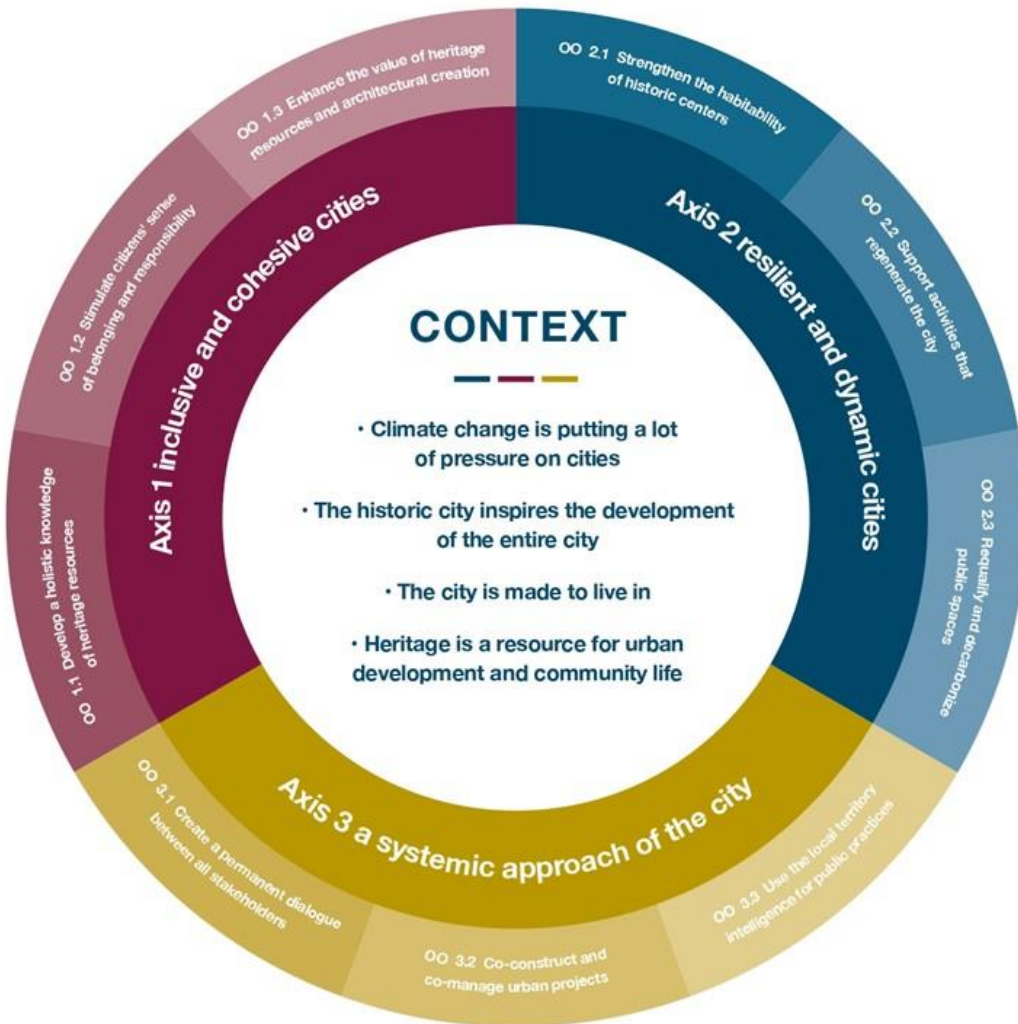 CONTEXT
· Climate change is putting a lot
of pressure on cities
· The historic city inspires the development
of the entire city
· The city is made to live in
· Heritage is a resource for urban
development and community life
Axis 1 inclusive and cohesive cities
OO 1.1 Develop a holistic knowledge
of heritage resources
OO 1.2 Stimulate citizens' sense
of belonging and responsibility
OO 1.3 Enhance the value of heritage
resources and architectural creation
Axis 2 resilient and dynamic cities
OO 2.1 Strengthen the habitability
of historic centers
OO 2.2 Support activities that
regenerate the city
OO 2.3 Requalify and decarbonize
public spaces
Axis 3 a systemic approach of the city
OO 3.1 Create a permanent dialogue
between all stakeholders
OO 3.2 Co-construct and
co-manage urban projects
OO 3.3 Use the local territory
intelligence for public practices